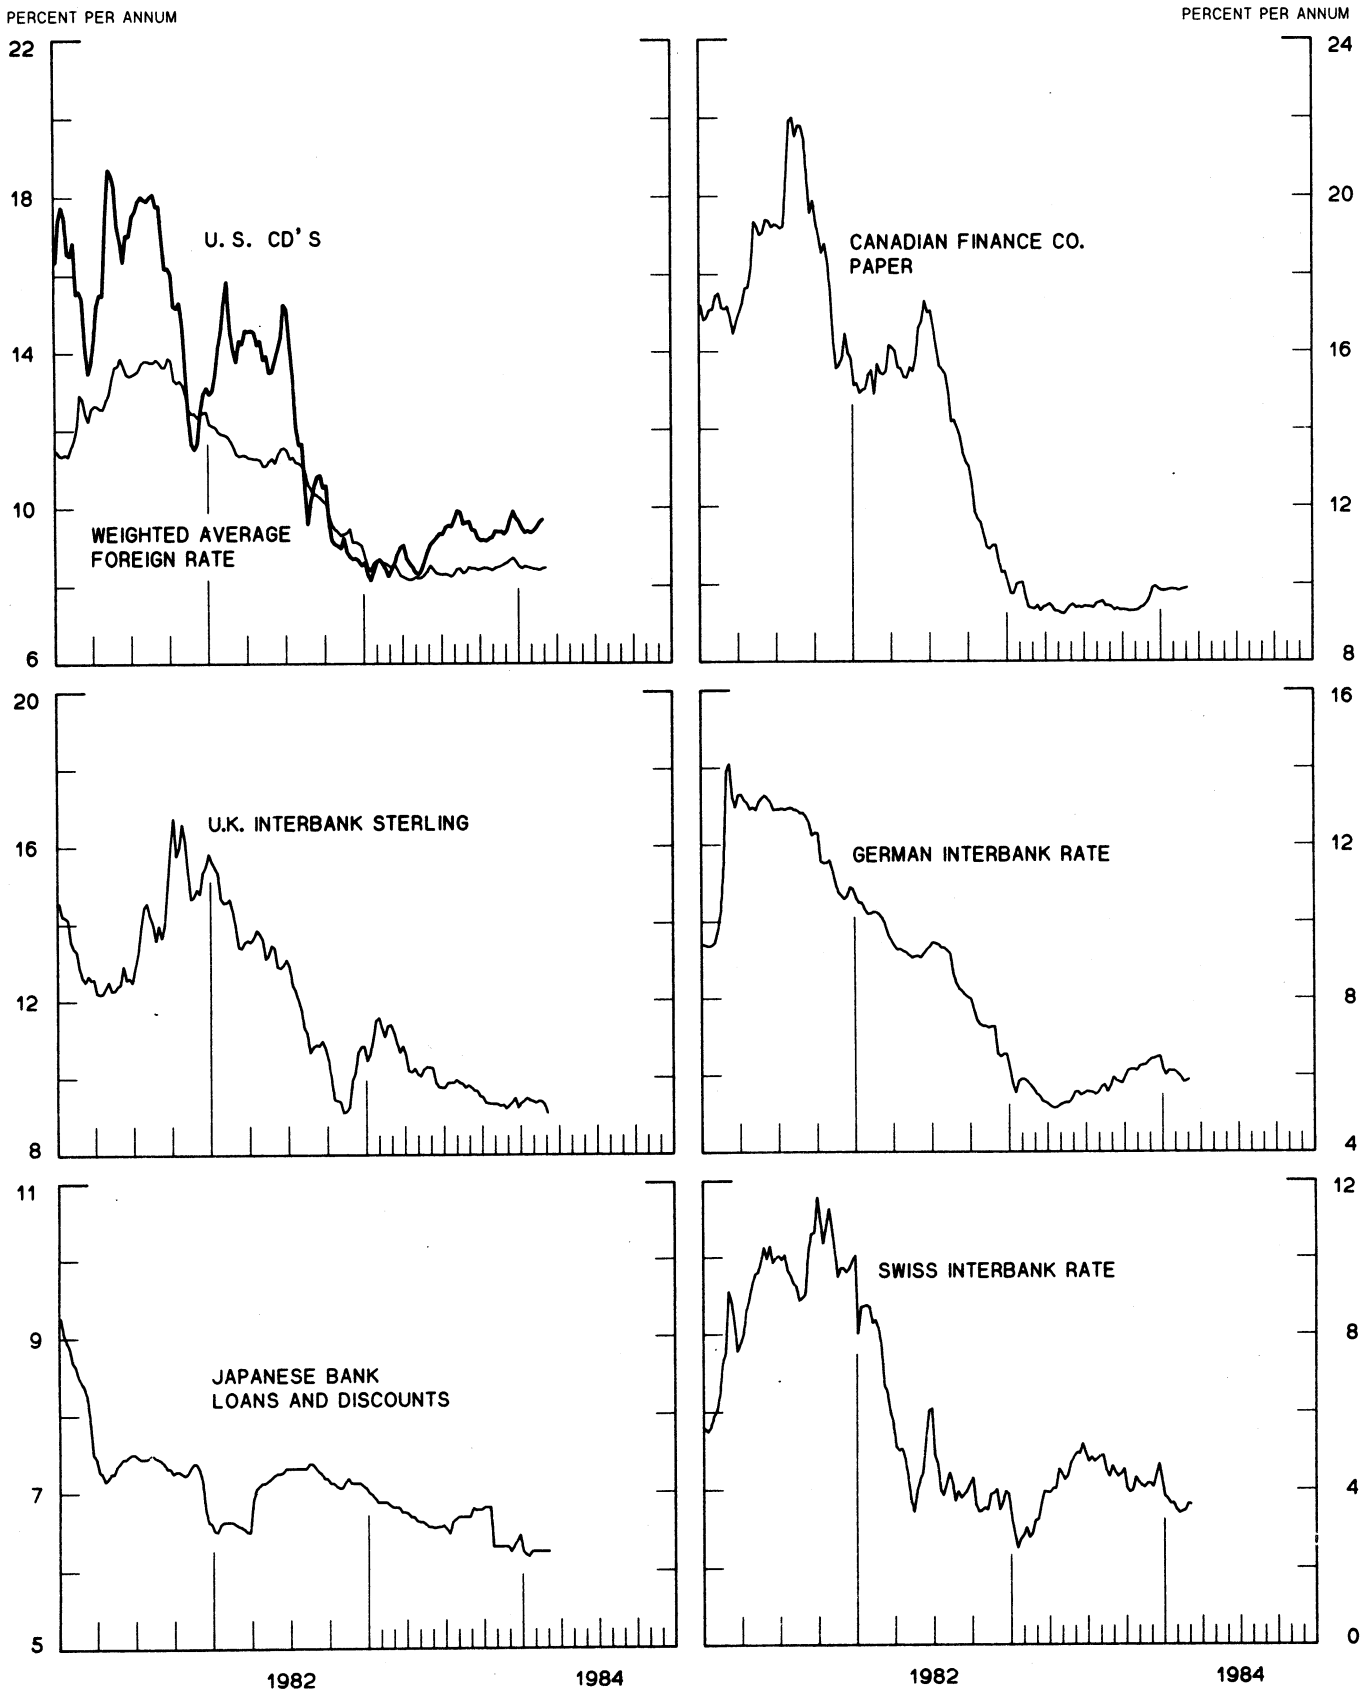 PERCENT PER ANNUM
PERCENT PER ANNUM
22
18
14
10
6
U. S. CD'S
WEIGHTED AVERAGE
FOREIGN RATE
24
20
16
12
8
CANADIAN FINANCE CO.
PAPER
20
16
12
8
U.K. INTERBANK STERLING
16
12
8
4
GERMAN INTERBANK RATE
11
9
7
5
JAPANESE BANK
LOANS AND DISCOUNTS
12
8
4
0
SWISS INTERBANK RATE
1982
1984
1982
1984